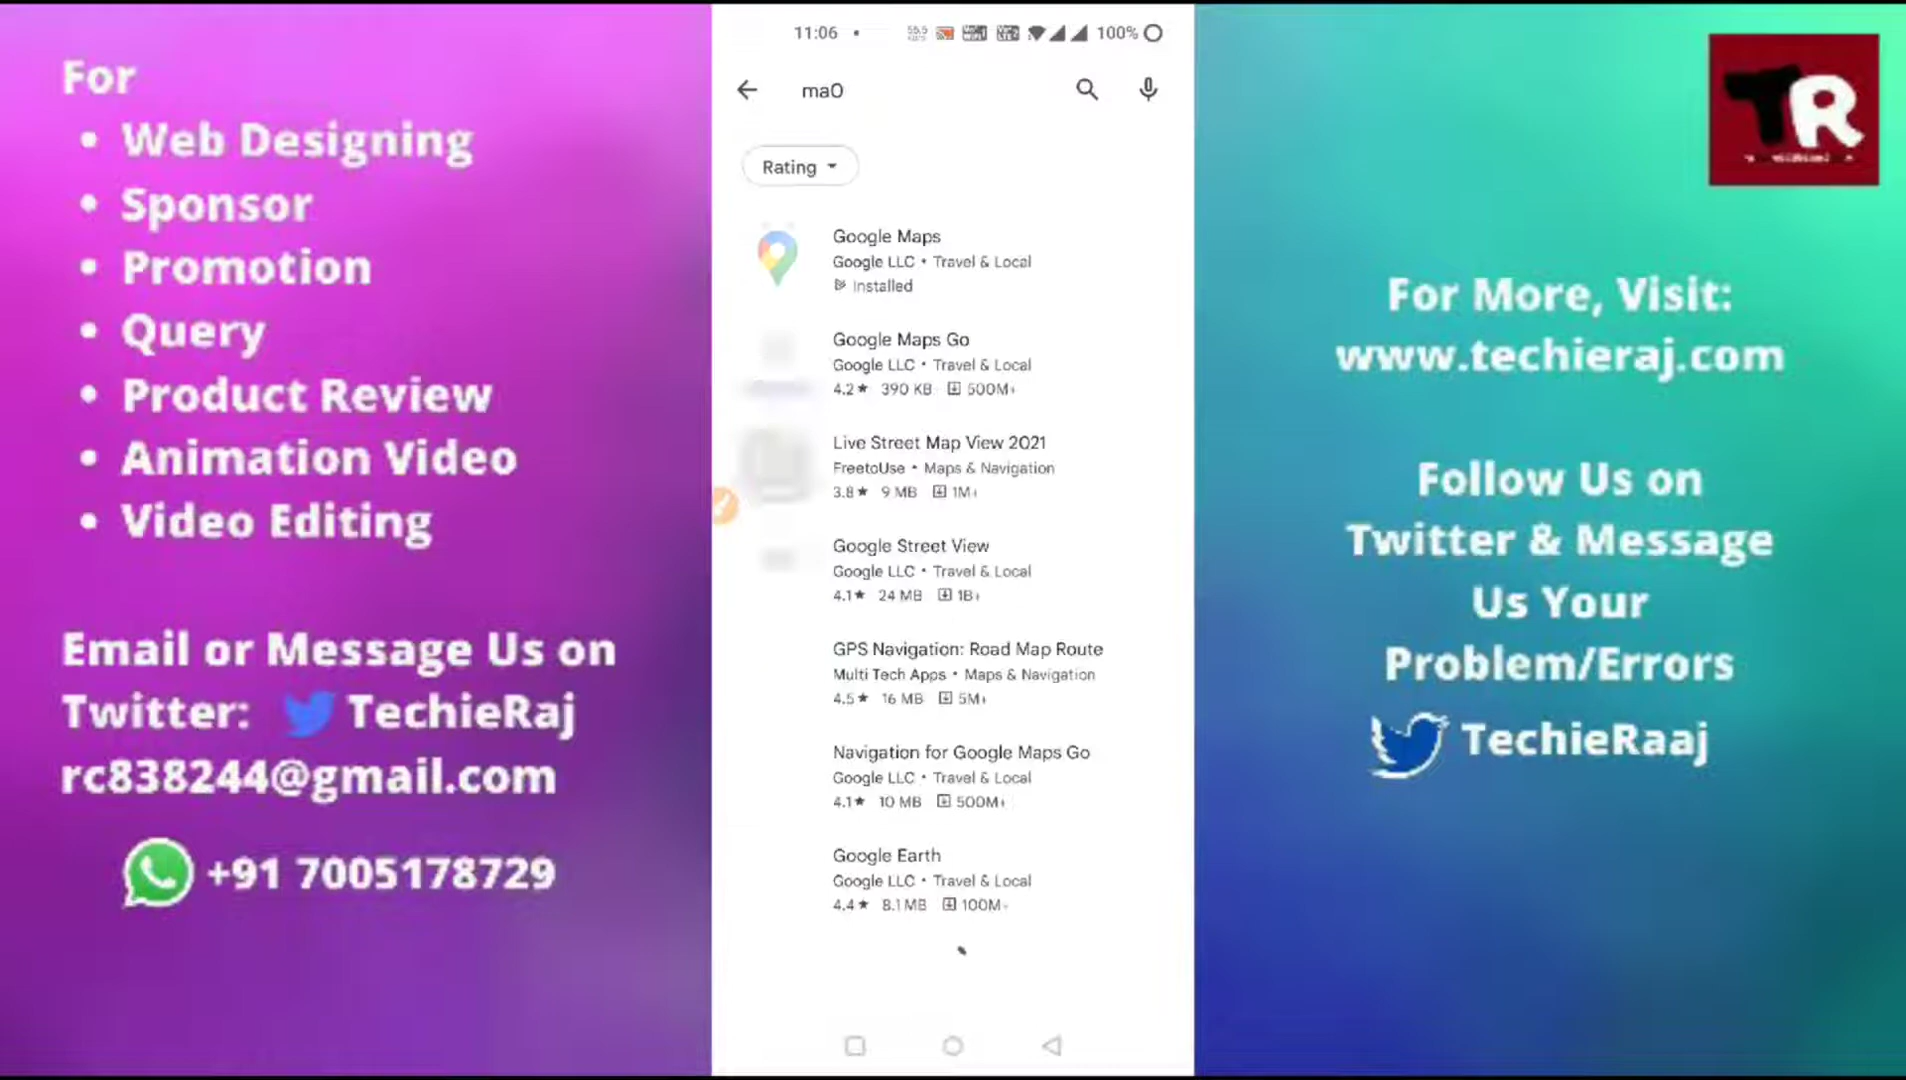 For
• Web Designing
• Sponsor
• Promotion
• Query
• Product Review
• Animation Video
• Video Editing
Email or Message Us on
Twitter: TechieRaj
rc838244@gmail.com
+91 7005178729
11:06
100%
ma0
Rating
Google Maps
Google LLC • Travel & Local
Installed
Google Maps Go
Google LLC • Travel & Local
4.2★ 390 KB 500M+
Live Street Map View 2021
FreetoUse • Maps & Navigation
3.8★ 9 MB 1M+
Google Street View
Google LLC • Travel & Local
4.1★ 24 MB 1B+
GPS Navigation: Road Map Route
Multi Tech Apps • Maps & Navigation
4.5★ 16 MB 5M+
Navigation for Google Maps Go
Google LLC • Travel & Local
4.1★ 10 MB 500M+
Google Earth
Google LLC • Travel & Local
4.4★ 8.1 MB 100M+
TR
For More, Visit:
www.techieraj.com
Follow Us on
Twitter & Message
Us Your
Problem/Errors
TechieRaaj